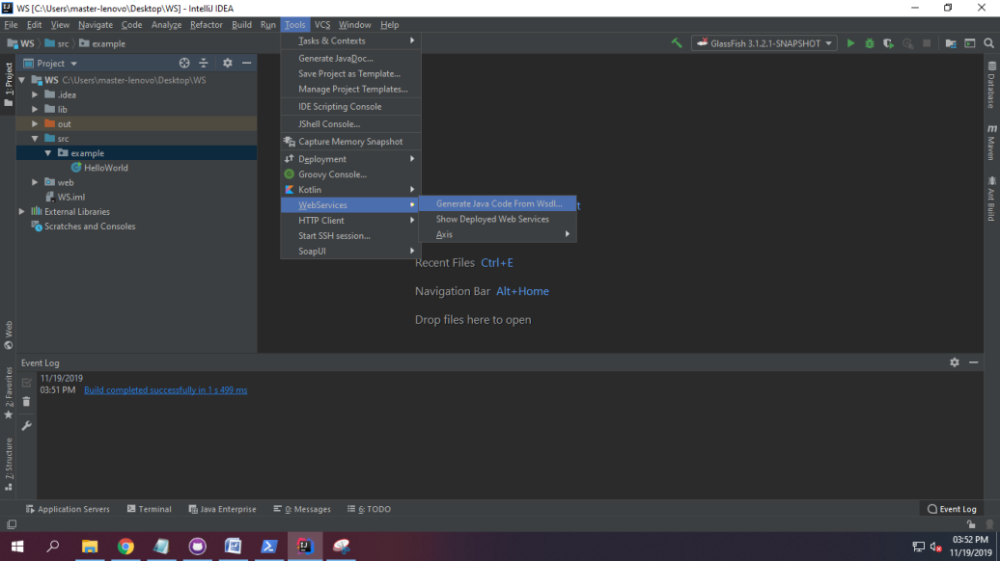 WS [C:\Users\master-lenovo\Desktop\WS] - IntelliJ IDEA
File Edit View Navigate Code Analyze Refactor Build Run Tools VCS Window Help
WS src example
GlassFish 3.1.2.1-SNAPSHOT
Tasks & Contexts
Generate JavaDoc...
Save Project as Template...
Manage Project Templates...
IDE Scripting Console
JShell Console...
Capture Memory Snapshot
Deployment
Groovy Console...
Kotlin
WebServices
HTTP Client
Start SSH session...
SoapUI
Generate Java Code From Wsdl...
Show Deployed Web Services
Axis
1: Project
Project
WS C:\Users\master-lenovo\Desktop\WS
.idea
lib
out
src
example
HelloWorld
web
WS.iml
External Libraries
Scratches and Consoles
t
Recent Files Ctrl+E
Navigation Bar Alt+Home
Drop files here to open
Database
m
Maven
Ant Build
Web
2: Favorites
7: Structure
Event Log
11/19/2019
03:51 PM Build completed successfully in 1 s 499 ms
Application Servers Terminal Java Enterprise 0: Messages 6: TODO Event Log
03:52 PM
11/19/2019